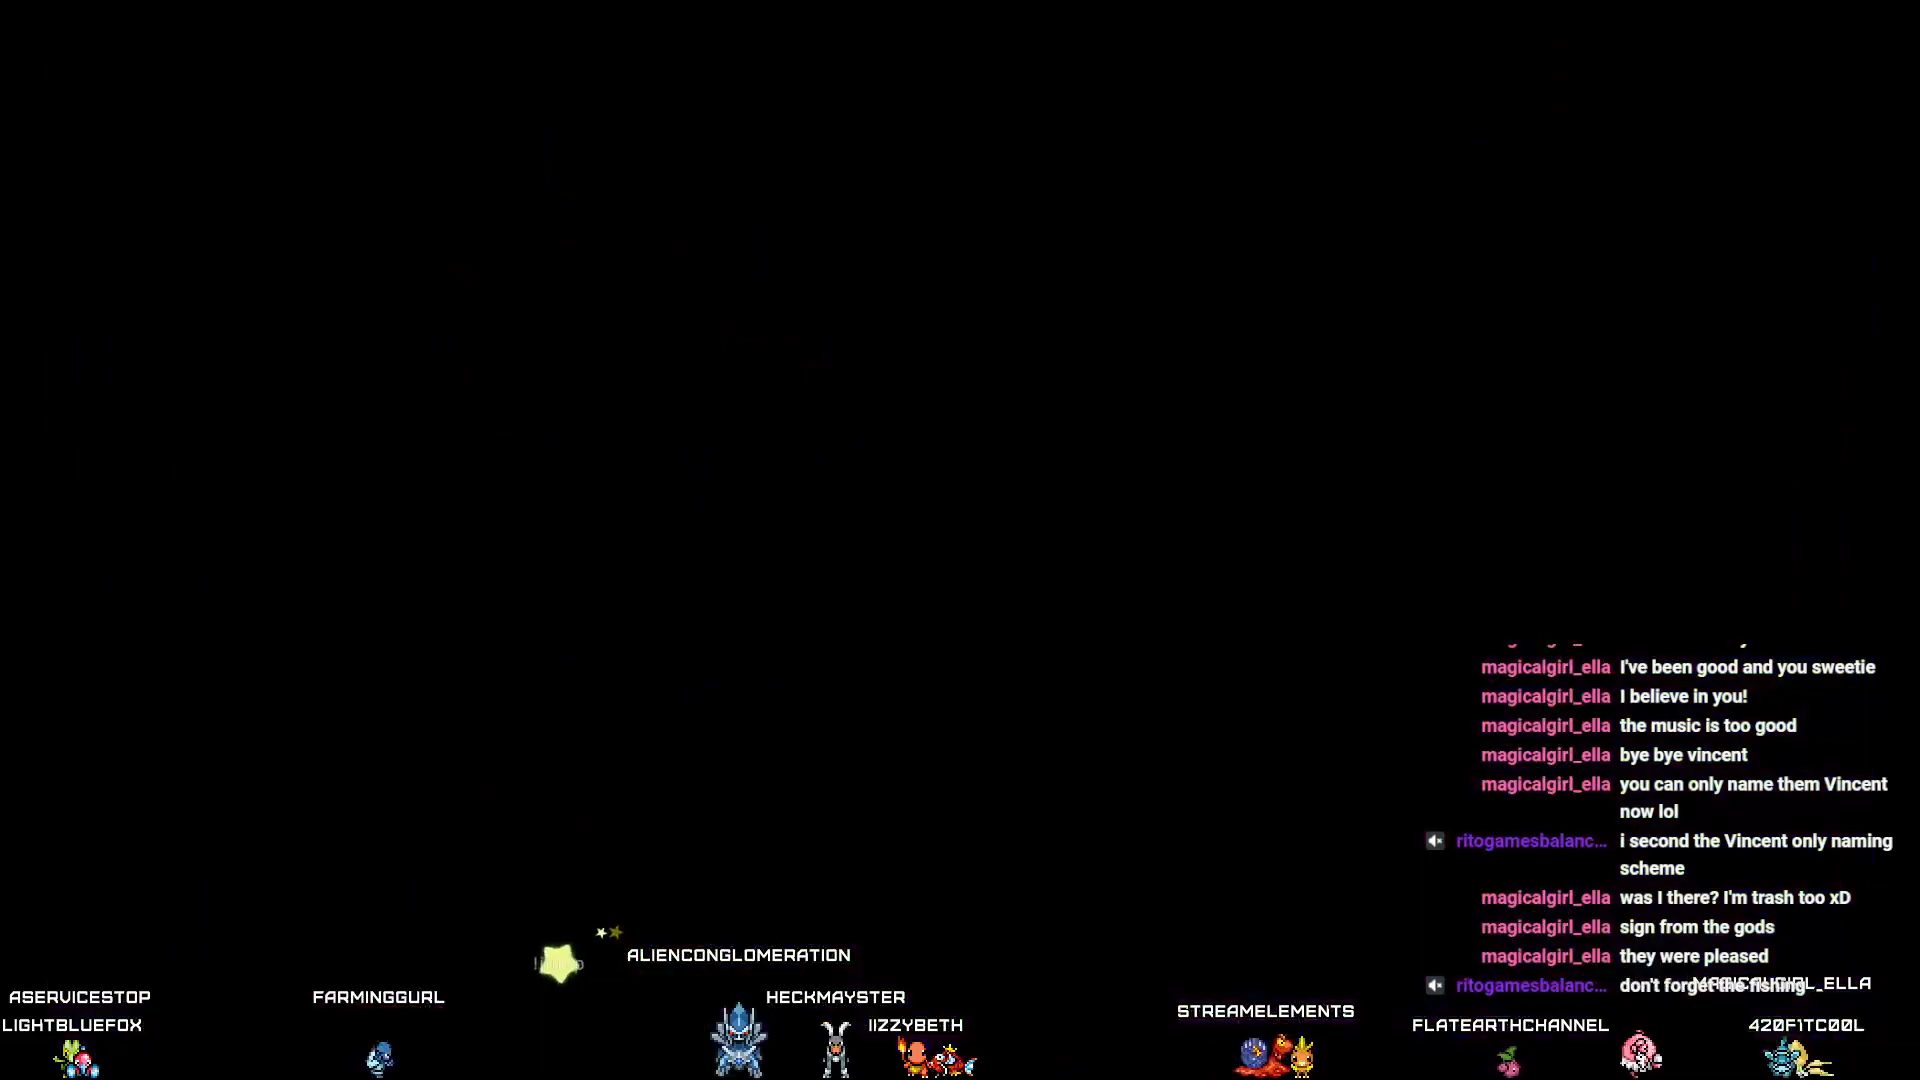 magicalgirl_ella I've been good and you sweetie
magicalgirl_ella I believe in you!
magicalgirl_ella the music is too good
magicalgirl_ella bye bye vincent
magicalgirl_ella you can only name them Vincent
now lol
ritogamesbalanc... i second the Vincent only naming
scheme
magicalgirl_ella was I there? I'm trash too xD
magicalgirl_ella sign from the gods
magicalgirl_ella they were pleased
ritogamesbalanc... don't forget the fishing
ALIENCONGLOMERATION
MAGICALGIRL_ELLA
ASERVICESTOP
FARMINGGURL
HECKMAYSTER
STREAMELEMENTS
LIGHTBLUEFOX
IIZZYBETH
FLATEARTHCHANNEL
420F1TC00L